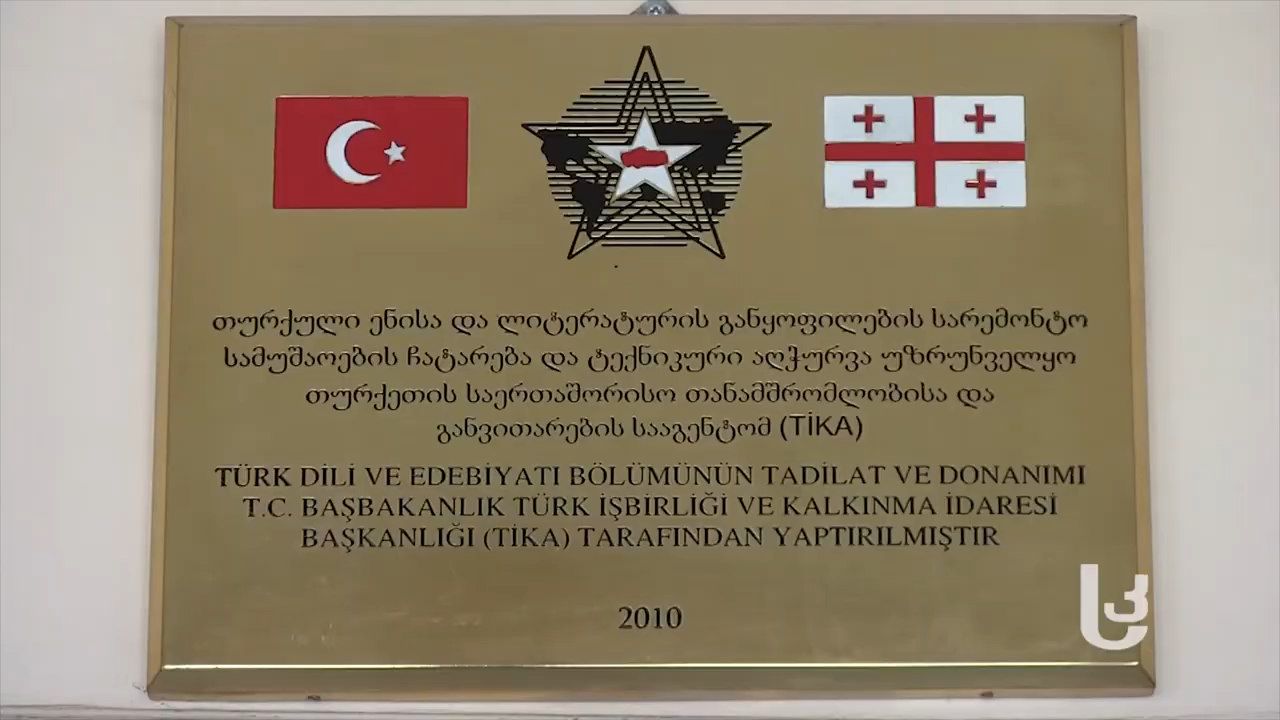 თურქული ენისა და ლიტერატურის განყოფილების სარემონტო
სამუშაოების ჩატარება და ტექნიკური აღჭურვა უზრუნველყო
თურქეთის საერთაშორისო თანამშრომლობისა და
განვითარების სააგენტომ (TİKA)
TÜRK DİLİ VE EDEBİYATI BÖLÜMÜNÜN TADİLAT VE DONANIMI
T.C. BAŞBAKANLIK TÜRK İŞBİRLİĞİ VE KALKINMA İDARESİ
BAŞKANLIĞI (TİKA) TARAFINDAN YAPTIRILMIŞTIR
2010